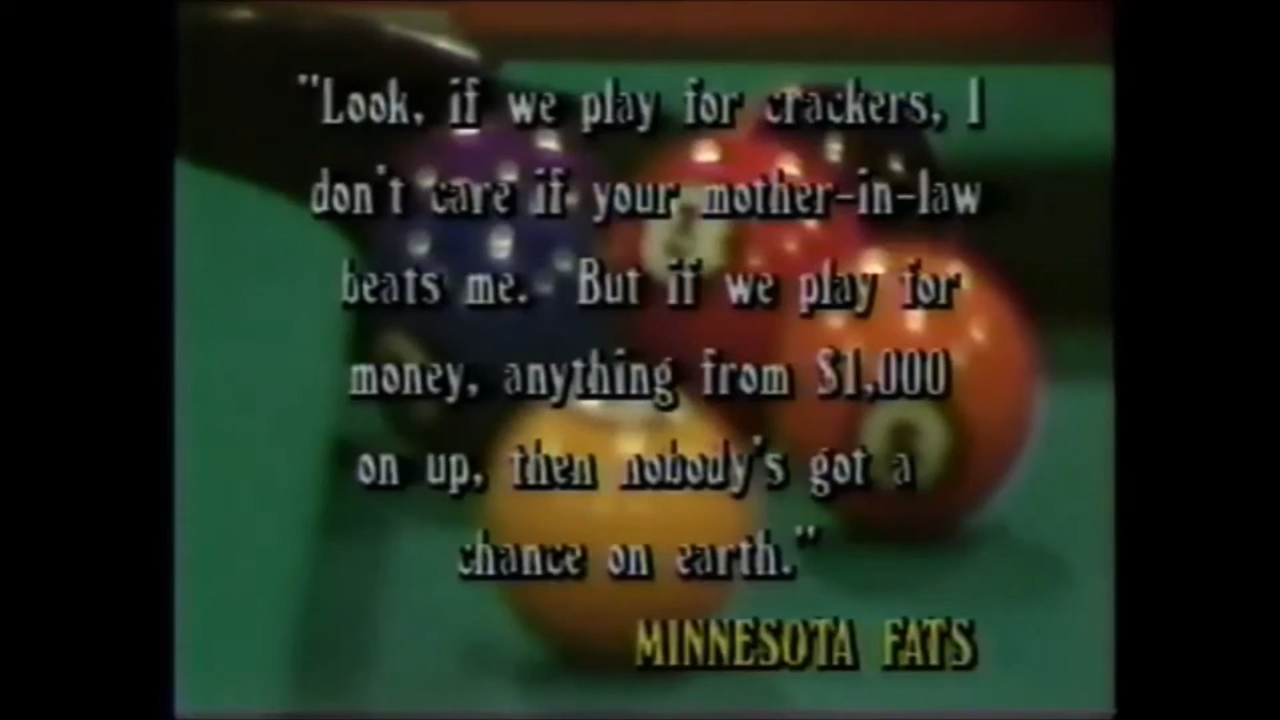 "Look, if we play for crackers, I
don't care if your mother-in-law
beats me. But if we play for
money, anything from $1,000
on up, then nobody's got a
chance on earth."
MINNESOTA FATS